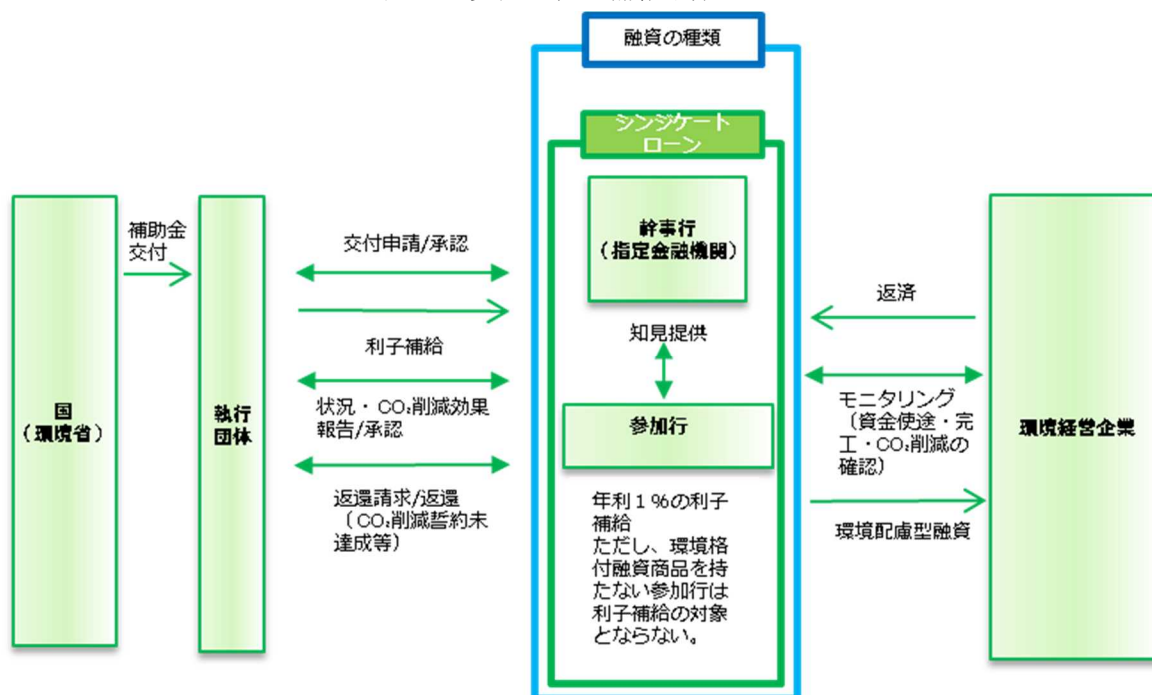 融資の種類
シンジケート
ローン
幹事行
（指定金融機関）
知見提供
参加行
年利１％の利子
補給
ただし、環境格
付融資商品を持
たない参加行は
利子補給の対象
とならない。
国
（環境省）
補助金
交付
執行
団体
交付申請/承認
利子補給
状況・CO₂削減効果
報告/承認
返還請求/返還
（CO₂削減誓約未
達成等）
返済
モニタリング
（資金使途・完
工・CO₂削減の
確認）
環境配慮型融資
環境経営企業